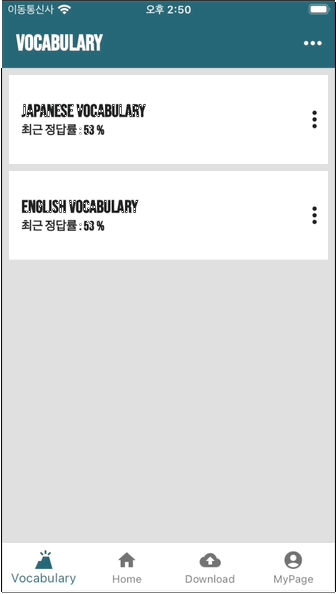 이동통신사 오후 2:50
VOCABULARY
JAPANESE VOCABULARY
최근 정답률 : 53 %
ENGLISH VOCABULARY
최근 정답률 : 53 %
Vocabulary Home Download MyPage